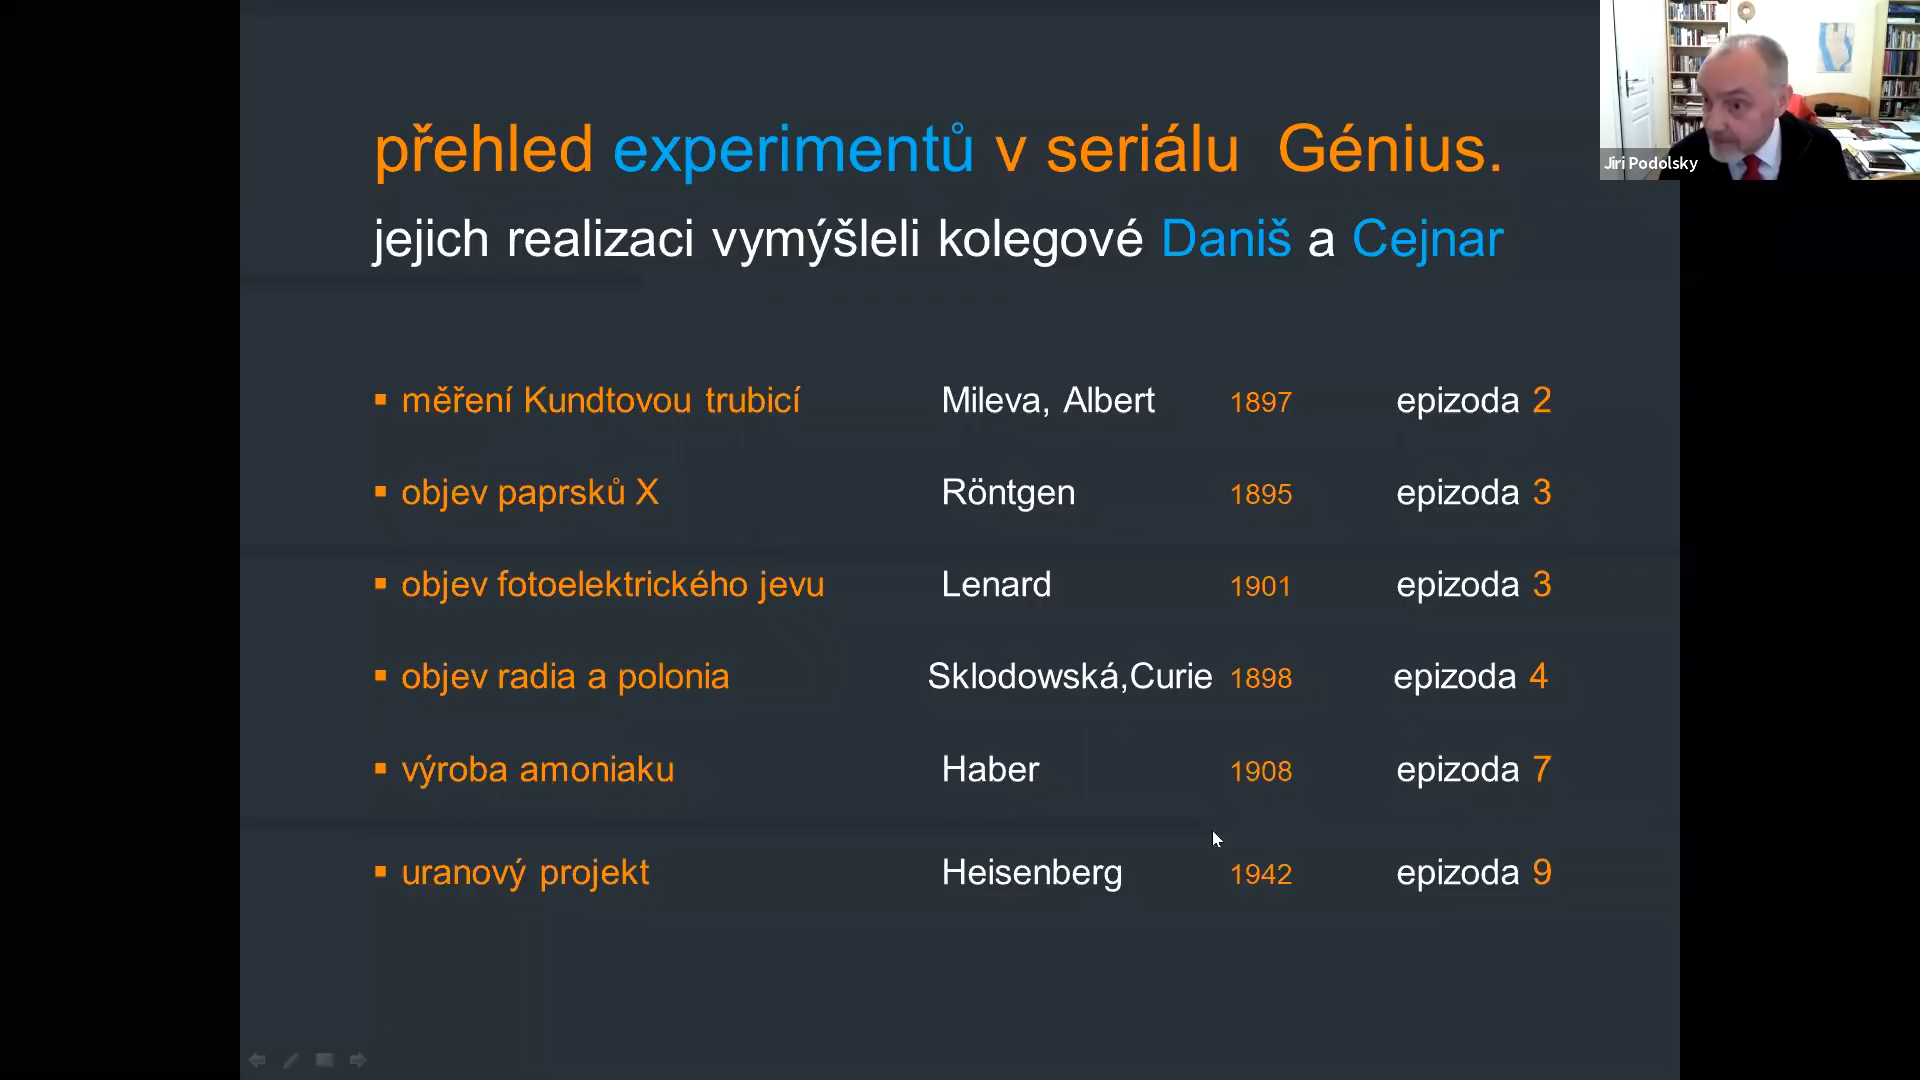 přehled experimentů v seriálu Génius.
jejich realizaci vymýšleli kolegové Daniš a Cejnar
▪ měření Kundtovou trubicí Mileva, Albert 1897 epizoda 2
▪ objev paprsků X Röntgen 1895 epizoda 3
▪ objev fotoelektrického jevu Lenard 1901 epizoda 3
▪ objev radia a polonia Sklodowská,Curie 1898 epizoda 4
▪ výroba amoniaku Haber 1908 epizoda 7
▪ uranový projekt Heisenberg 1942 epizoda 9
Jiri Podolsky